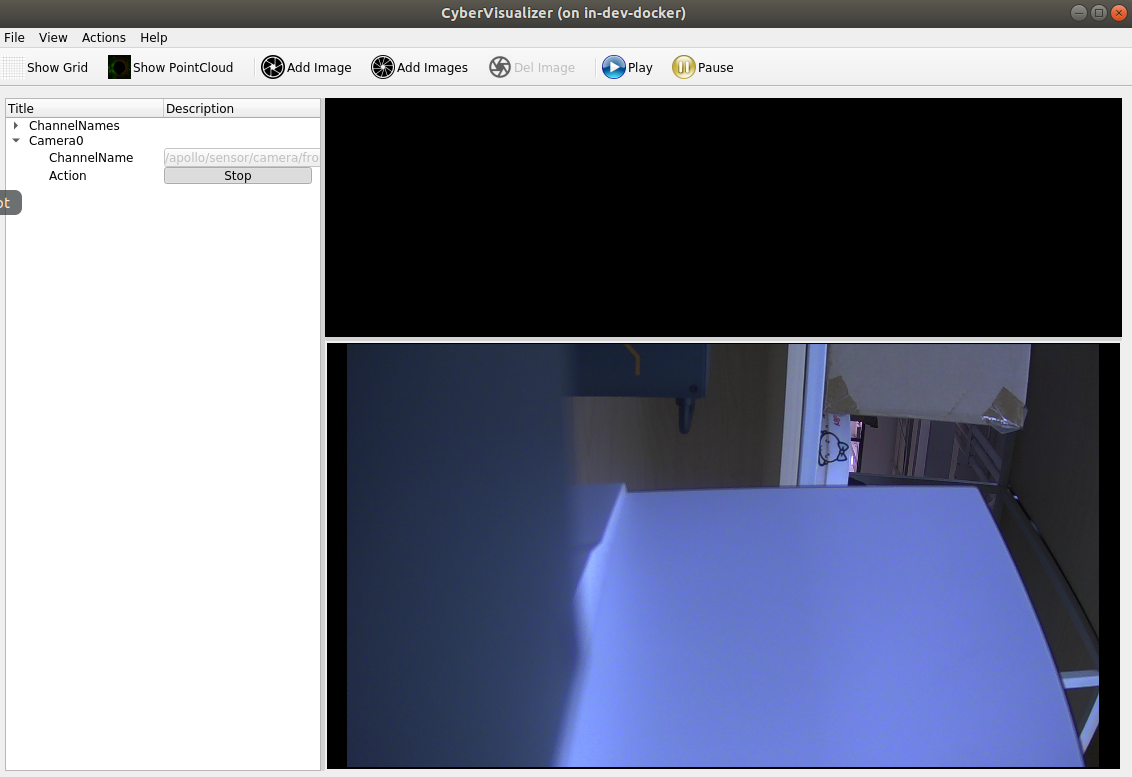 CyberVisualizer (on in-dev-docker)
File View Actions Help
Show Grid Show PointCloud Add Image Add Images Del Image Play Pause
Title Description
ChannelNames
Camera0
ChannelName /apollo/sensor/camera/fro
Action Stop
ot